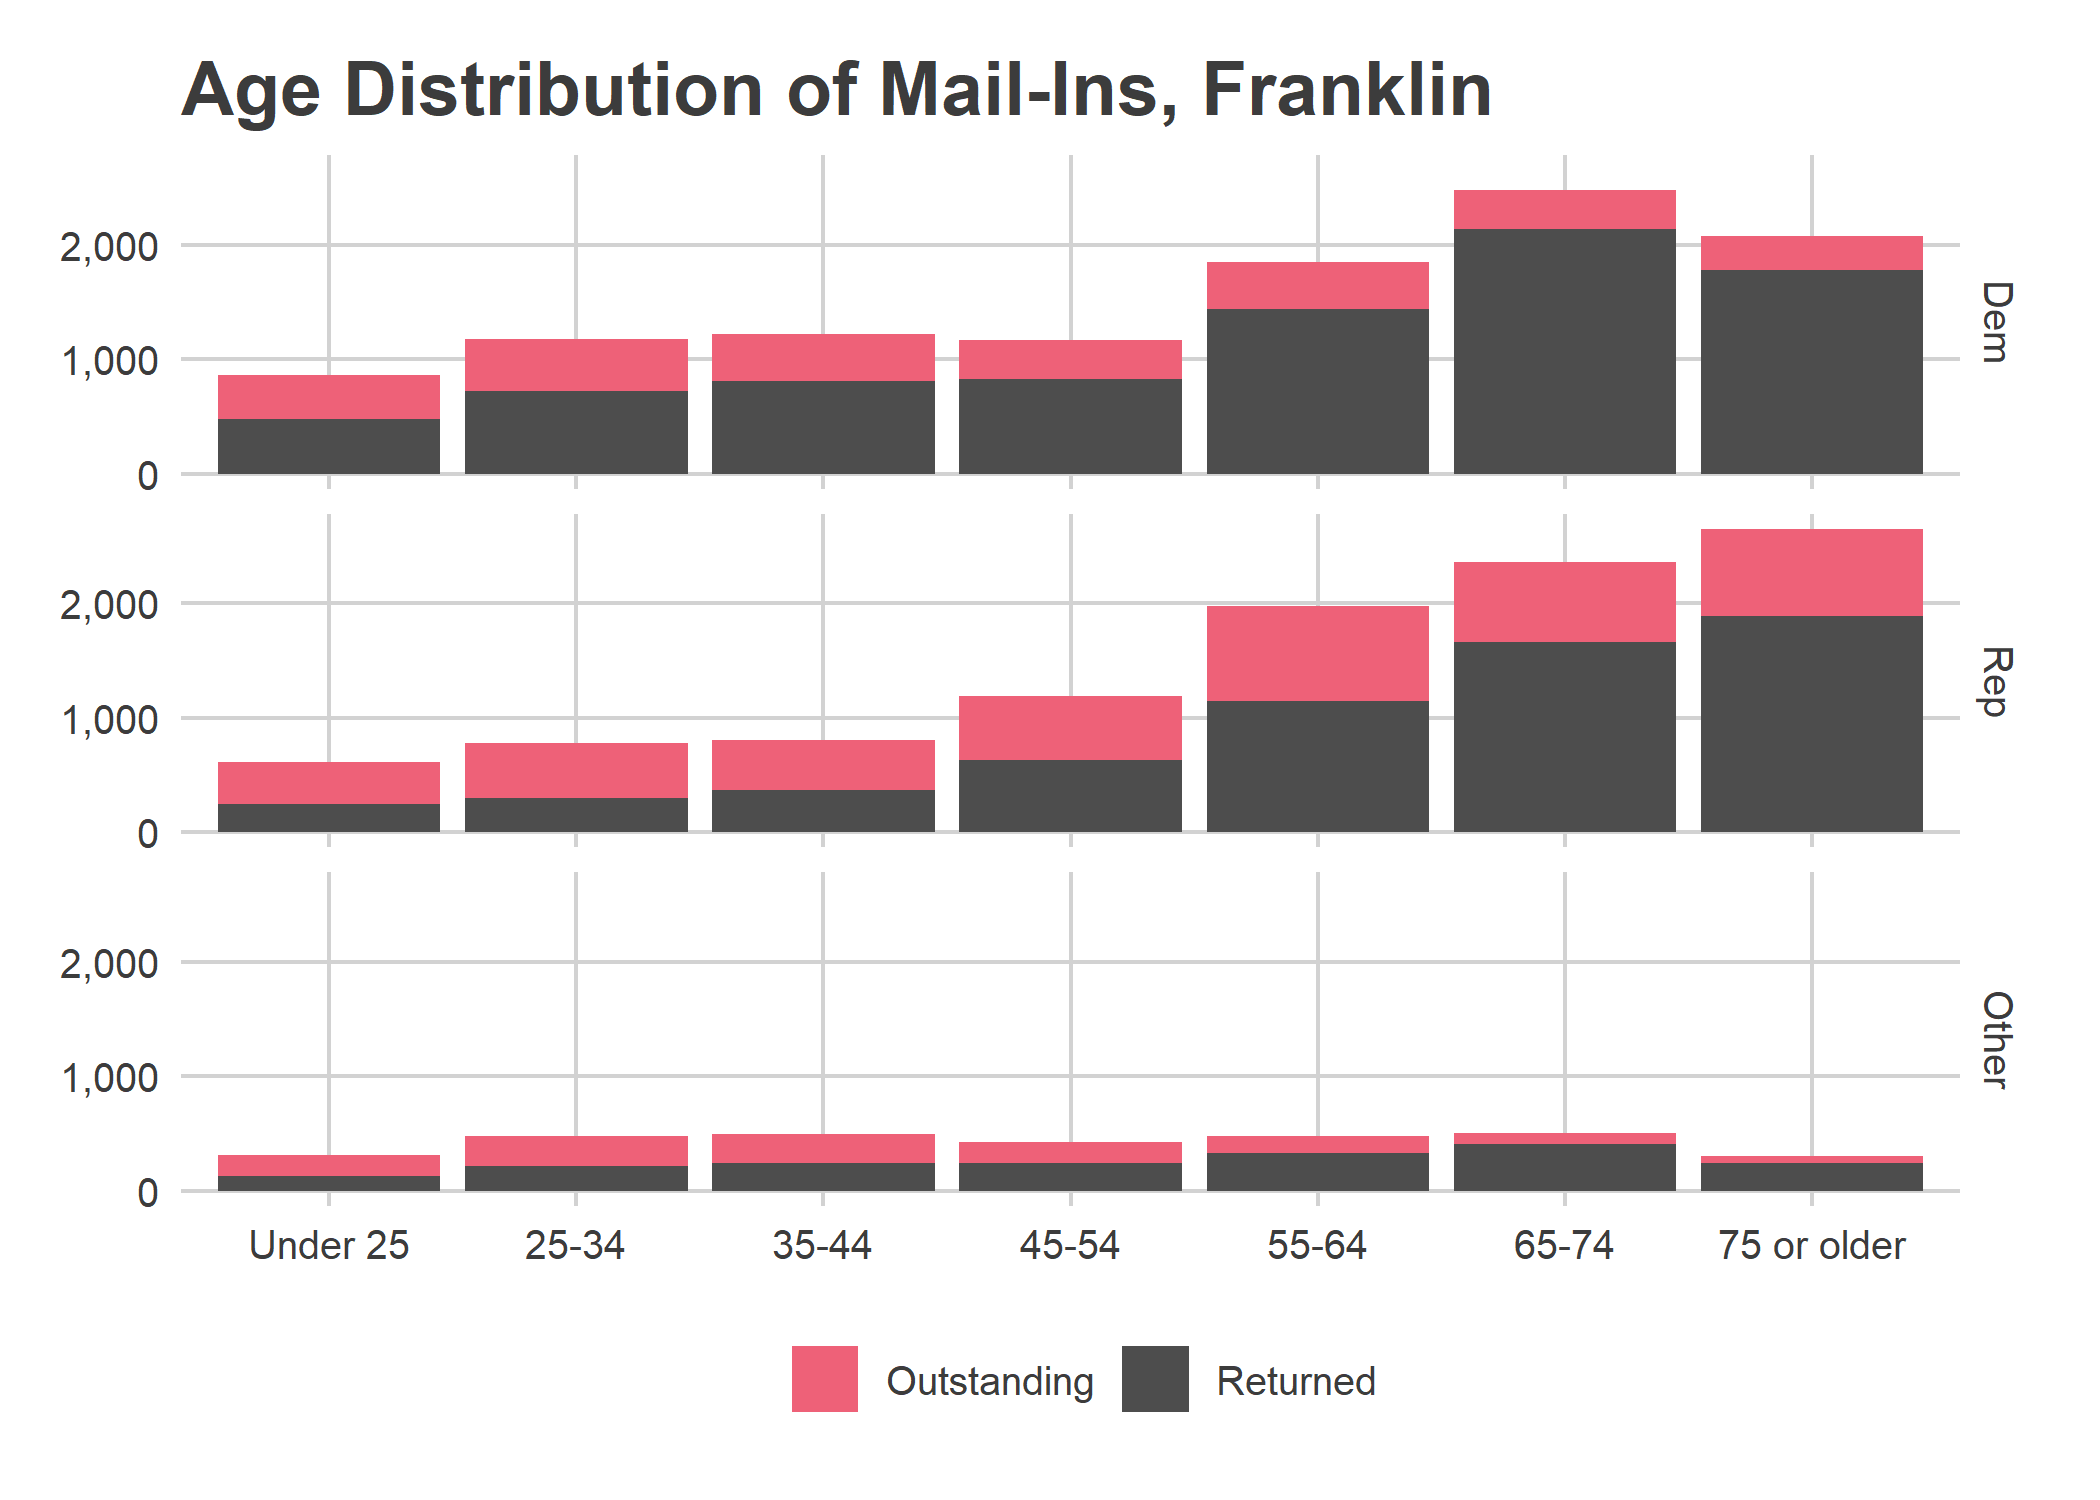 Age Distribution of Mail-Ins, Franklin
2,000
1,000
0
Dem
2,000
1,000
0
Rep
2,000
1,000
0
Other
Under 25 25-34 35-44 45-54 55-64 65-74 75 or older
Outstanding Returned